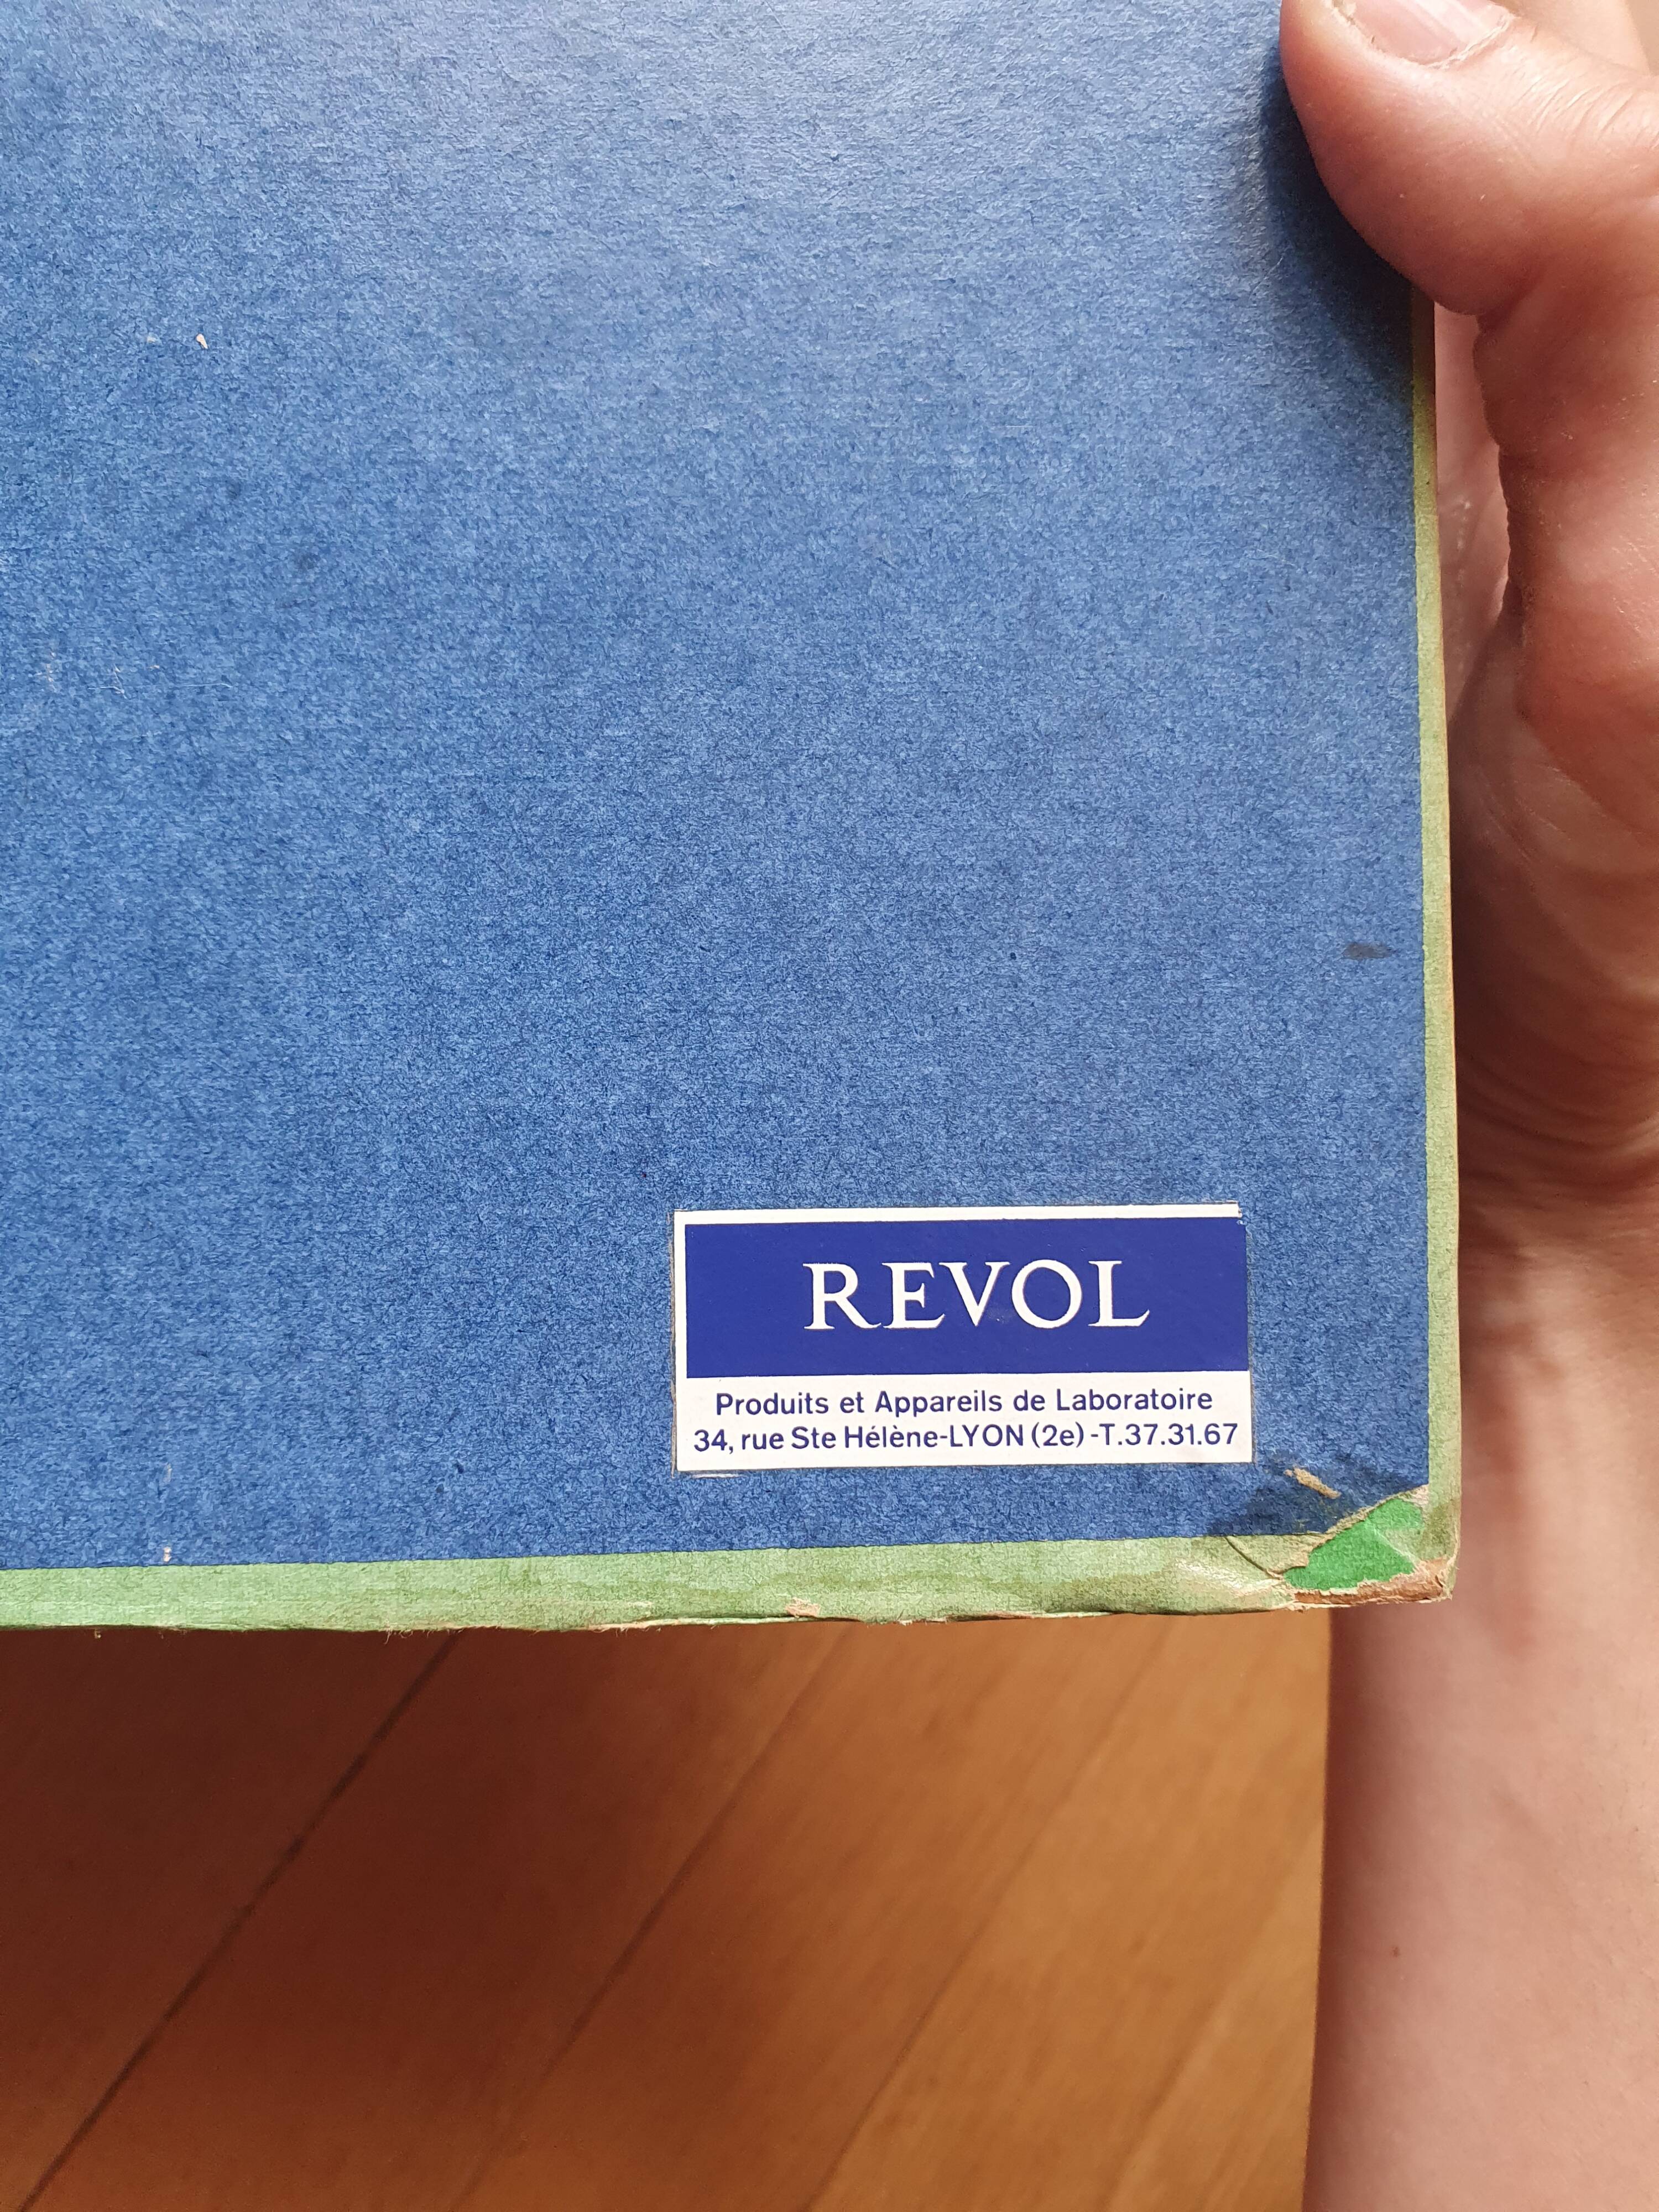 REVOL
Produits et Appareils de Laboratoire
34, rue Ste Hélène-LYON (2e) -T.37.31.67